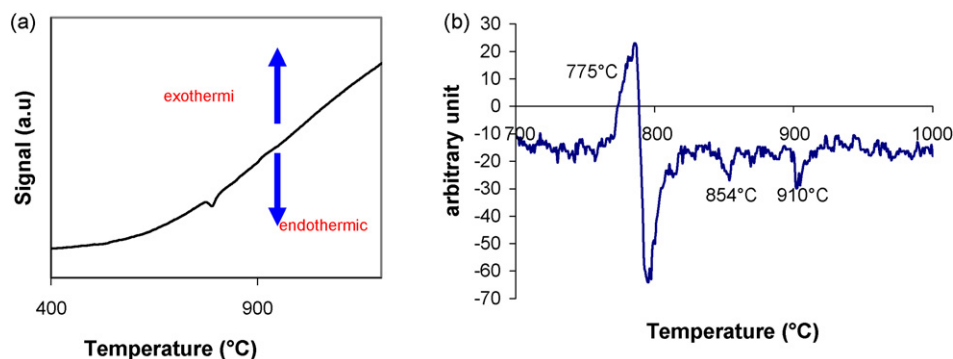 (a)
Signal (a.u)
exothermi
endothermic
400
900
Temperature (°C)
(b)
arbitrary unit
30
20
10
0
-10
-20
-30
-40
-50
-60
-70
775°C
700
800
900
1000
854°C
910°C
Temperature (°C)